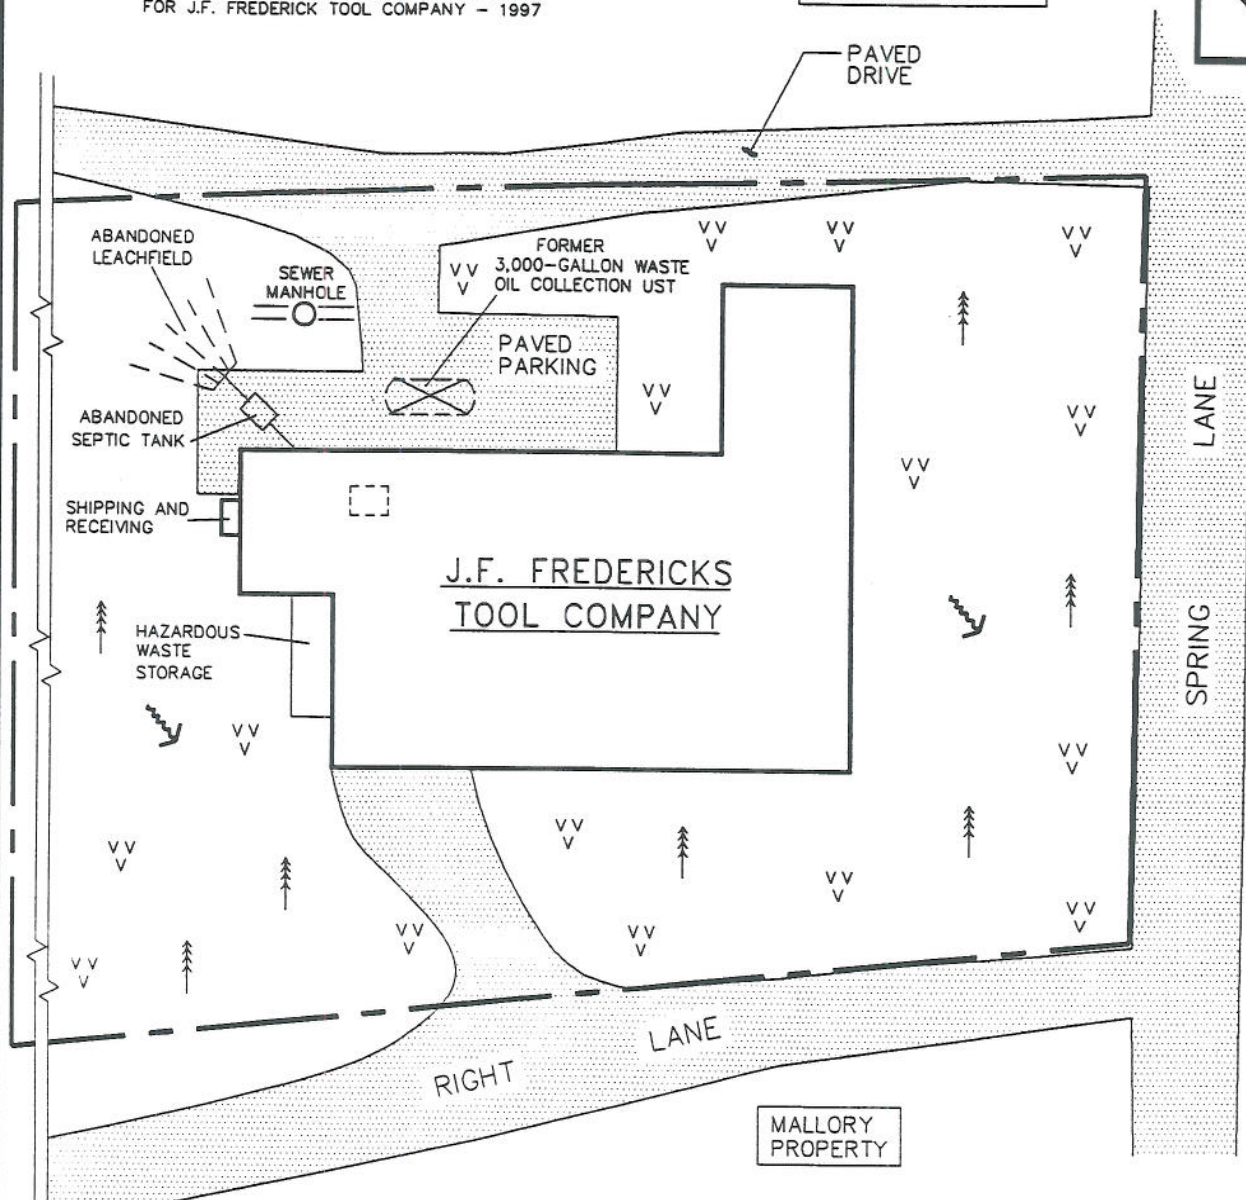 FOR J.F. FREDERICK TOOL COMPANY – 1997
PAVED
DRIVE
ABANDONED
LEACHFIELD
SEWER
MANHOLE
FORMER
3,000–GALLON WASTE
OIL COLLECTION UST
PAVED
PARKING
ABANDONED
SEPTIC TANK
SHIPPING AND
RECEIVING
J.F. FREDERICKS
TOOL COMPANY
HAZARDOUS
WASTE
STORAGE
SPRING LANE
RIGHT LANE
MALLORY
PROPERTY